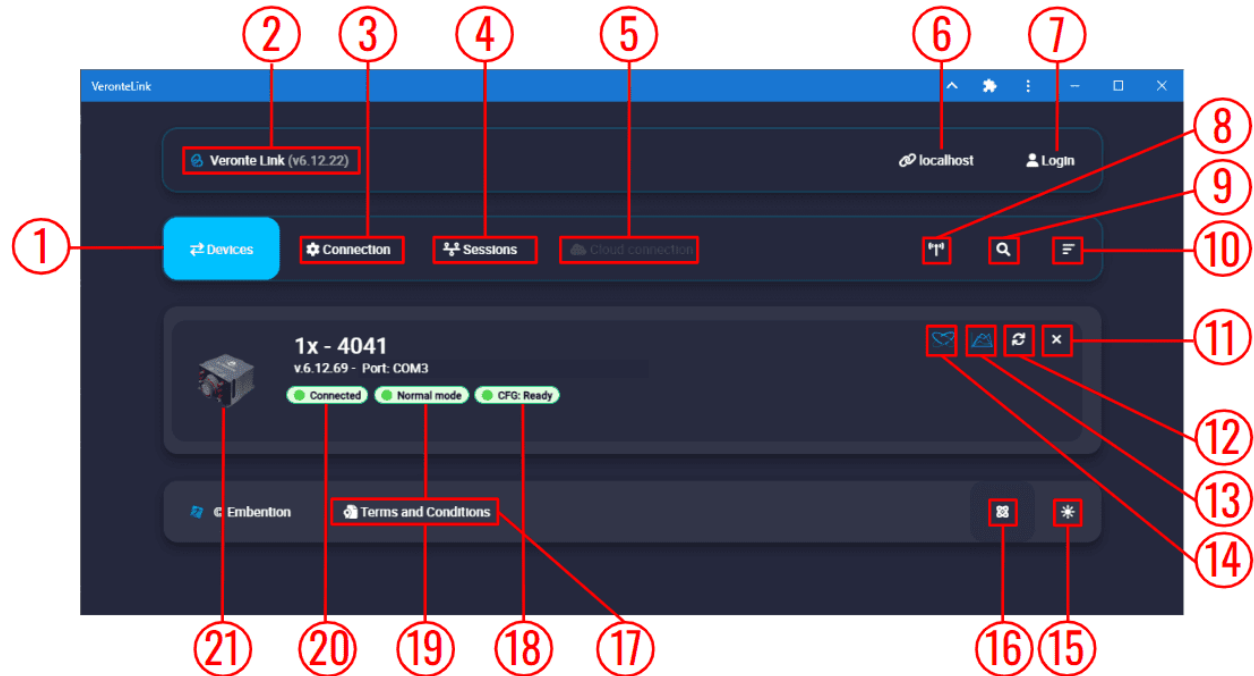 2 3 4 5 6 7
VeronteLink
8
Veronte Link (v6.12.22) localhost Login
9
1 Devices Connection Sessions Cloud connection 10
1x - 4041 11
v.6.12.69 - Port: COM3
Connected Normal mode CFG: Ready
12
13
© Embention Terms and Conditions
14
21 20 19 18 17 16 15